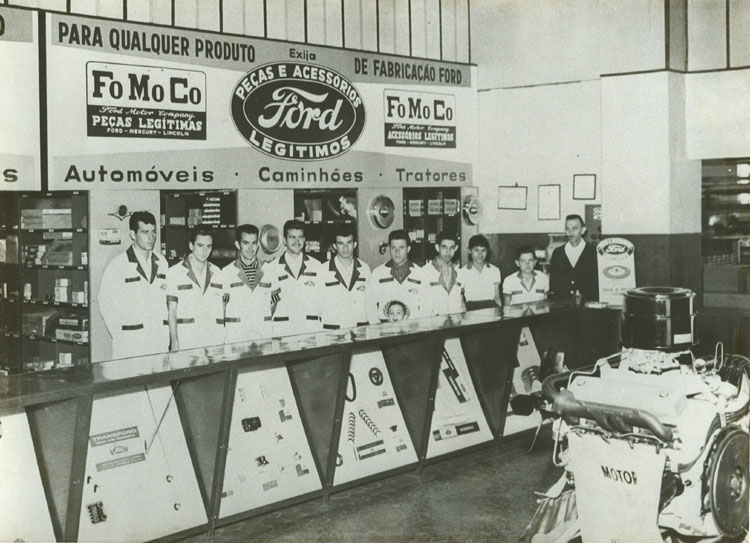 PARA QUALQUER PRODUTO Exija DE FABRICAÇÃO FORD
FoMoCo
Ford Motor Company
PEÇAS LEGÍTIMAS
FORD - MERCURY - LINCOLN
PEÇAS E ACESSÓRIOS
Ford
LEGÍTIMOS
FoMoCo
Ford Motor Company
ACESSÓRIOS LEGÍTIMOS
FORD - MERCURY - LINCOLN
s
Automóveis · Caminhões · Tratores
Ford
MOTOR